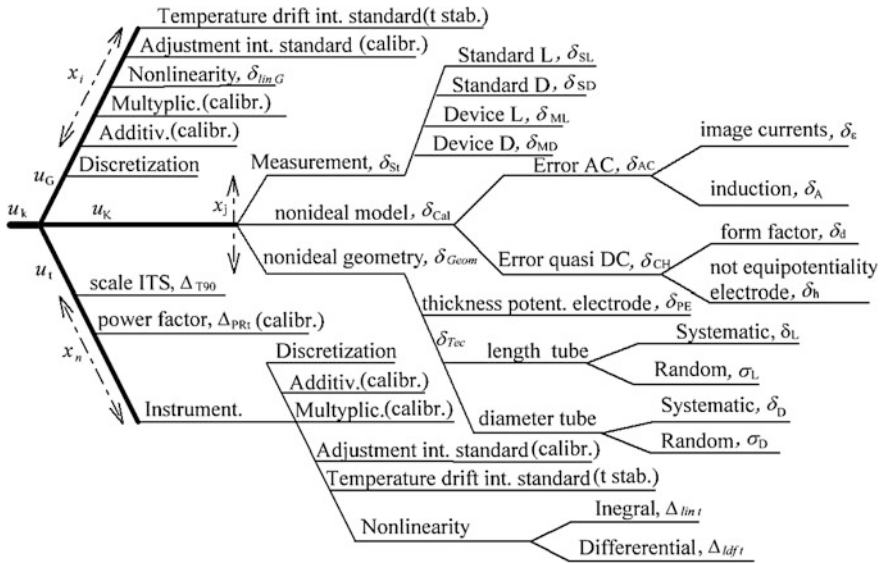 Temperature drift int. standard(t stab.)
Adjustment int. standard (calibr.)
Nonlinearity, δlin G
Multyplic.(calibr.)
Additiv.(calibr.)
Discretization
xi
uG
uk
uK
xj
ut
xn
Standard L, δSL
Standard D, δSD
Device L, δML
Device D, δMD
Measurement, δSt
nonideal model, δCal
nonideal geometry, δGeom
Error AC, δAC
image currents, δε
induction, δA
Error quasi DC, δCH
form factor, δd
not equipotentiality
electrode, δh
scale ITS, ΔT90
power factor, ΔPRt (calibr.)
Instrument.
thickness potent. electrode, δPE
δTec
length tube
Systematic, δL
Random, σL
diameter tube
Systematic, δD
Random, σD
Discretization
Additiv.(calibr.)
Multyplic.(calibr.)
Adjustment int. standard (calibr.)
Temperature drift int. standard(t stab.)
Nonlinearity
Inegral, Δlin t
Differerential, Δldf t